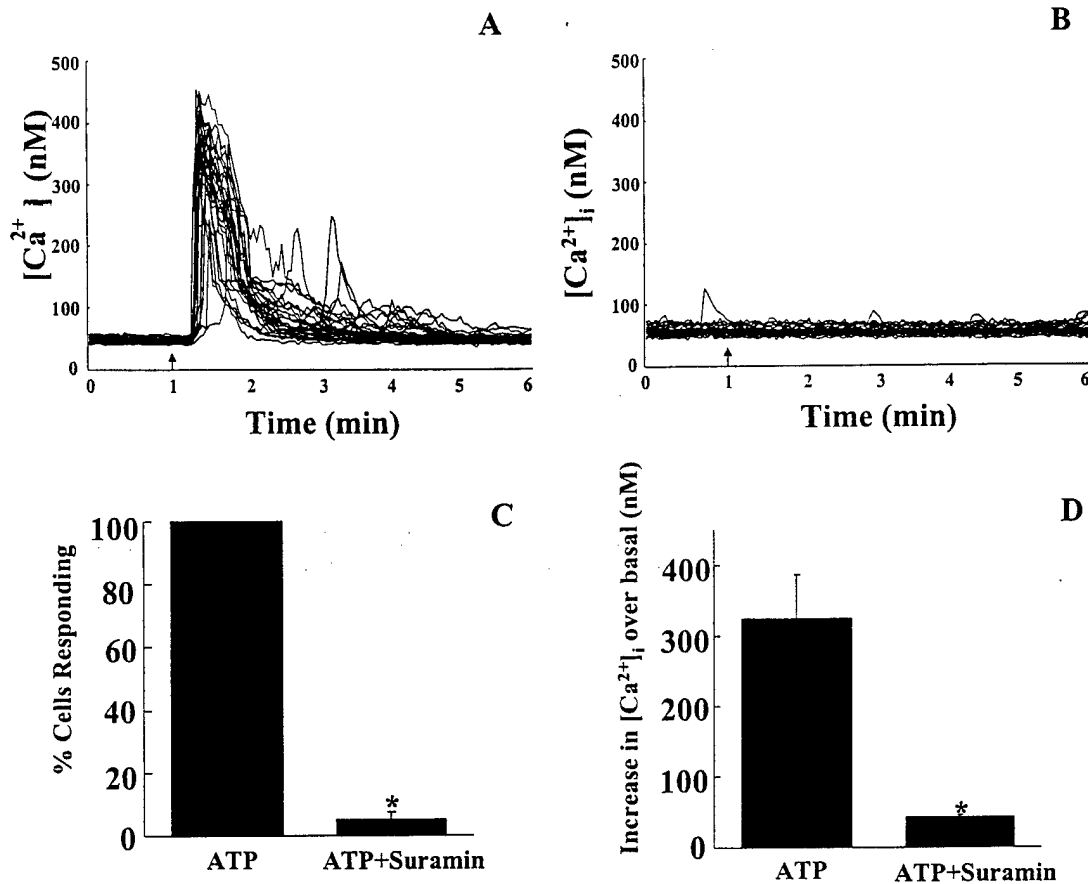 A
500
400
300
200
100
0
[Ca2+ ] (nM)
0 1 2 3 4 5 6
Time (min)
B
500
400
300
200
100
0
[Ca2+]i (nM)
0 1 2 3 4 5 6
Time (min)
C
100
80
60
40
20
0
% Cells Responding
*
ATP ATP+Suramin
D
400
300
200
100
0
Increase in [Ca2+]i over basal (nM)
*
ATP ATP+Suramin